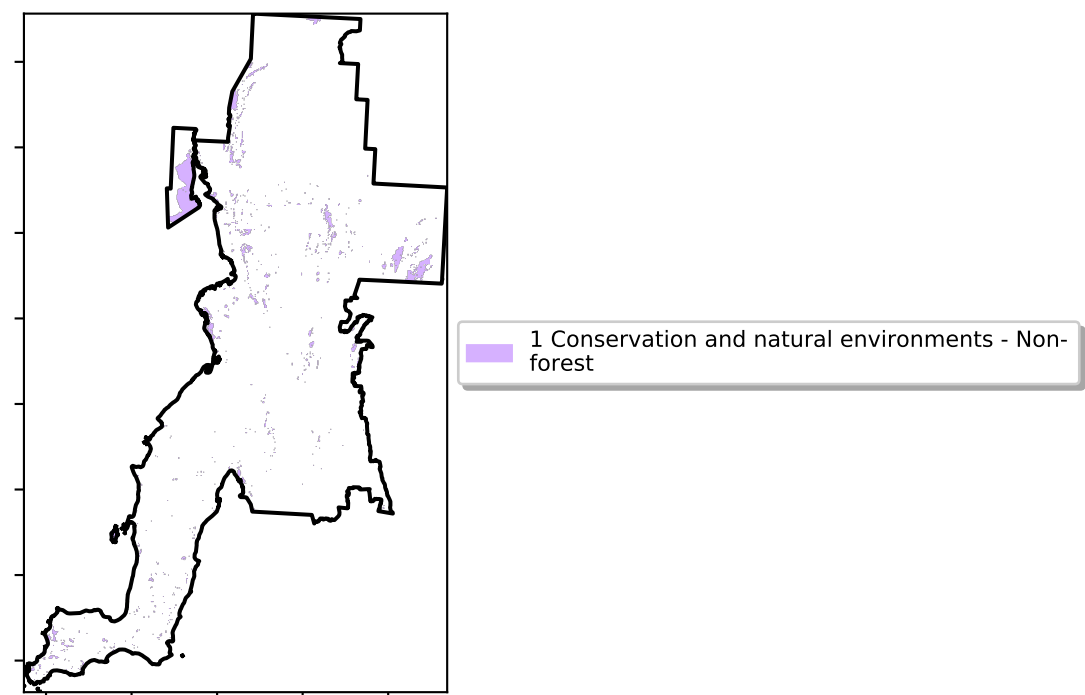 1 Conservation and natural environments - Non-
forest